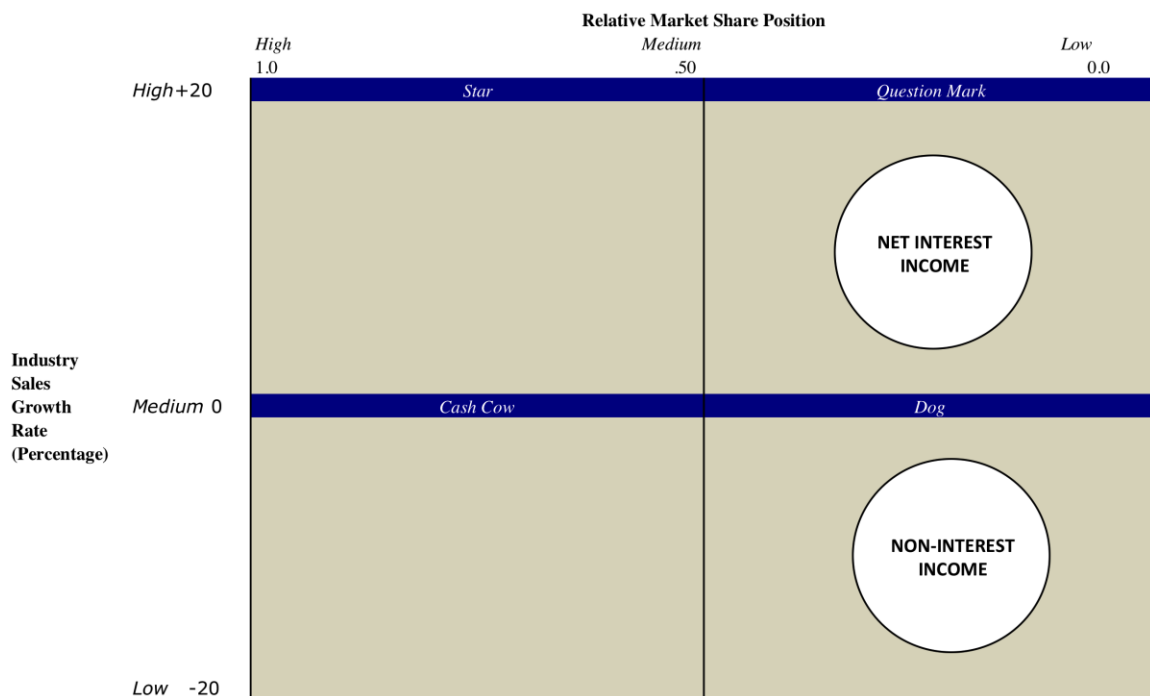 Relative Market Share Position
High Medium Low
1.0 .50 0.0
High +20
Star Question Mark
NET INTEREST
INCOME
Industry
Sales
Growth
Rate
(Percentage)
Medium 0
Cash Cow Dog
NON-INTEREST
INCOME
Low -20